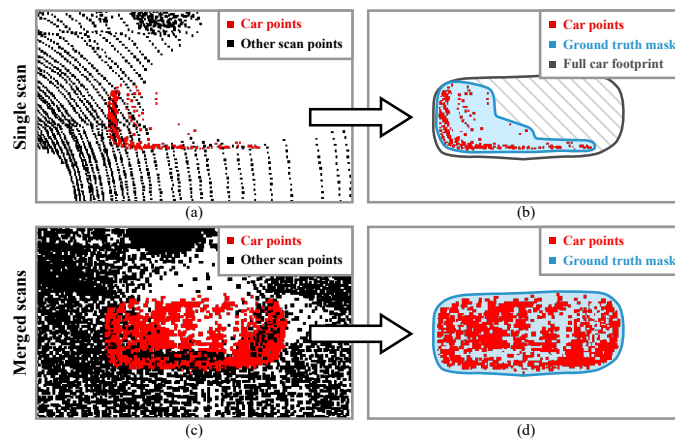 Single scan
Car points
Other scan points
(a)
Car points
Ground truth mask
Full car footprint
(b)
Merged scans
Car points
Other scan points
(c)
Car points
Ground truth mask
(d)